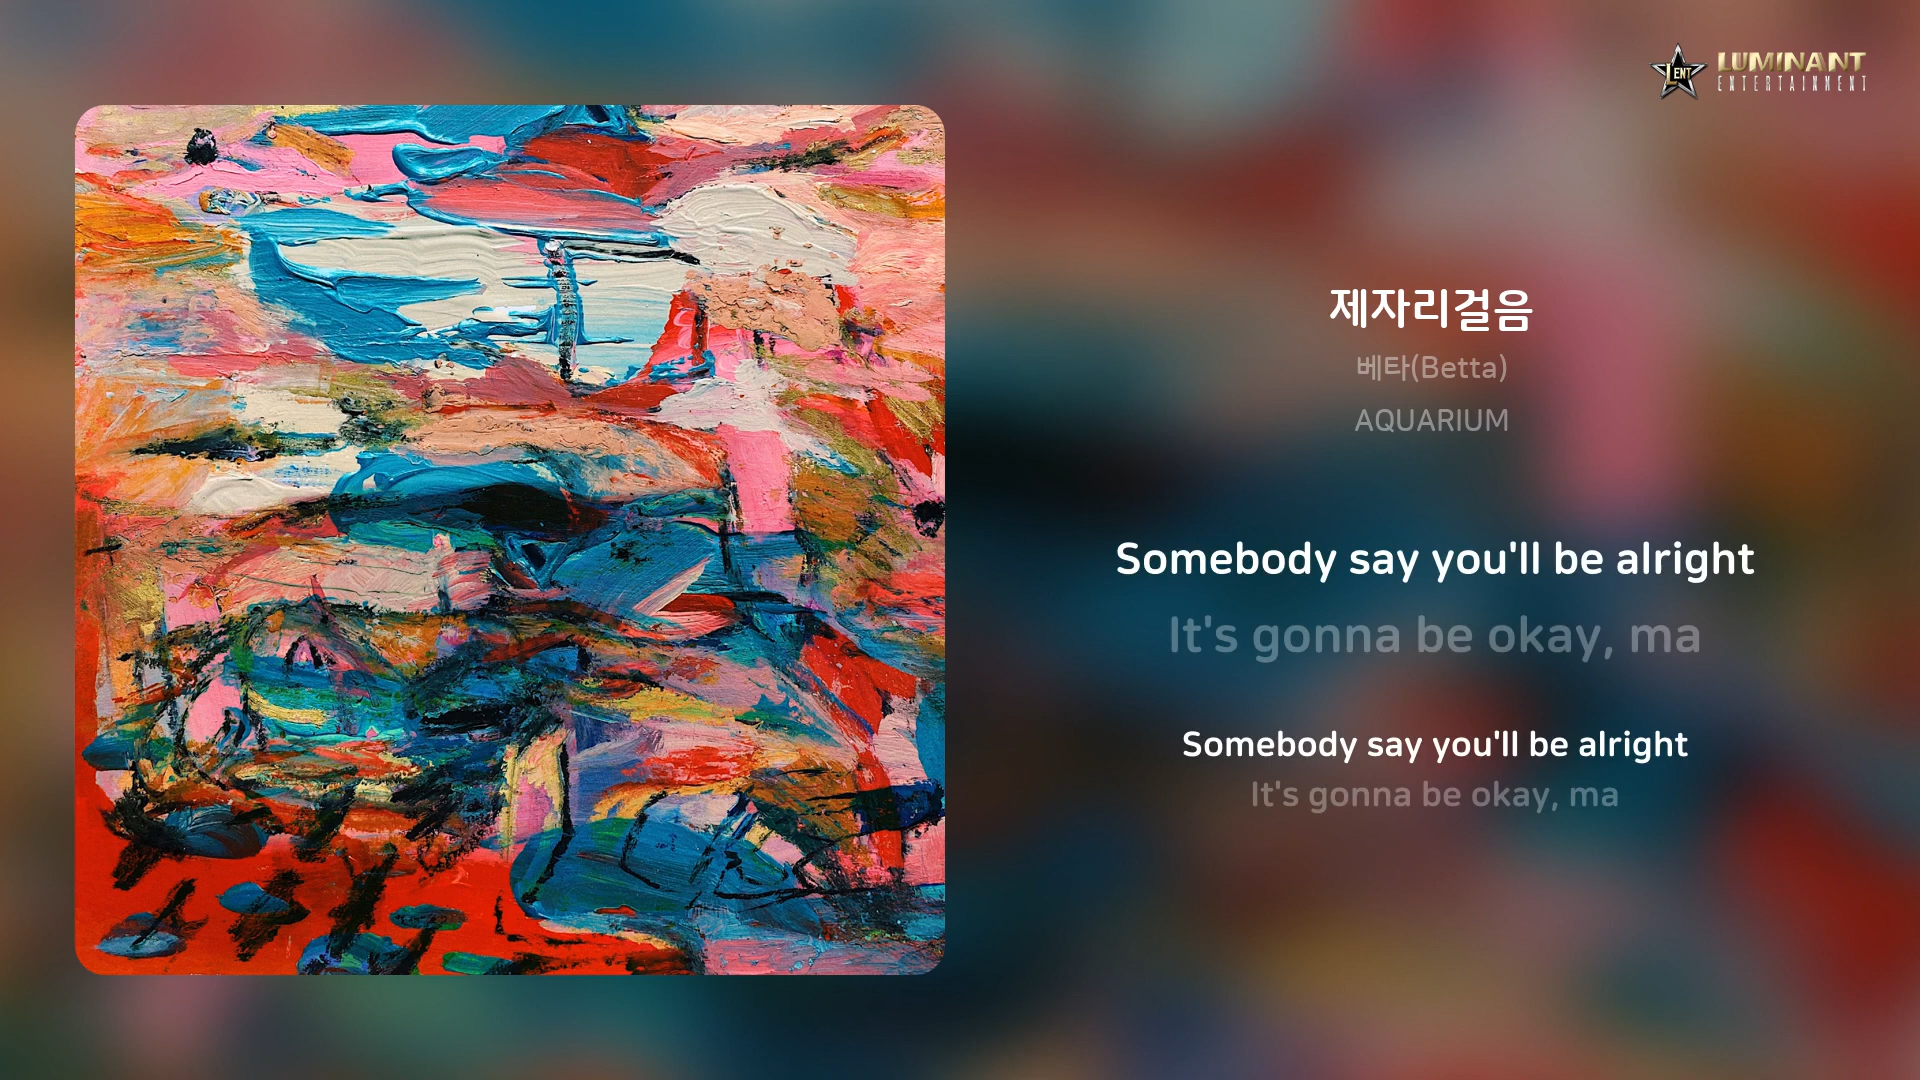 LENT
LUMINANT
ENTERTAINMENT
제자리걸음
베타(Betta)
AQUARIUM
Somebody say you'll be alright
It's gonna be okay, ma
Somebody say you'll be alright
It's gonna be okay, ma